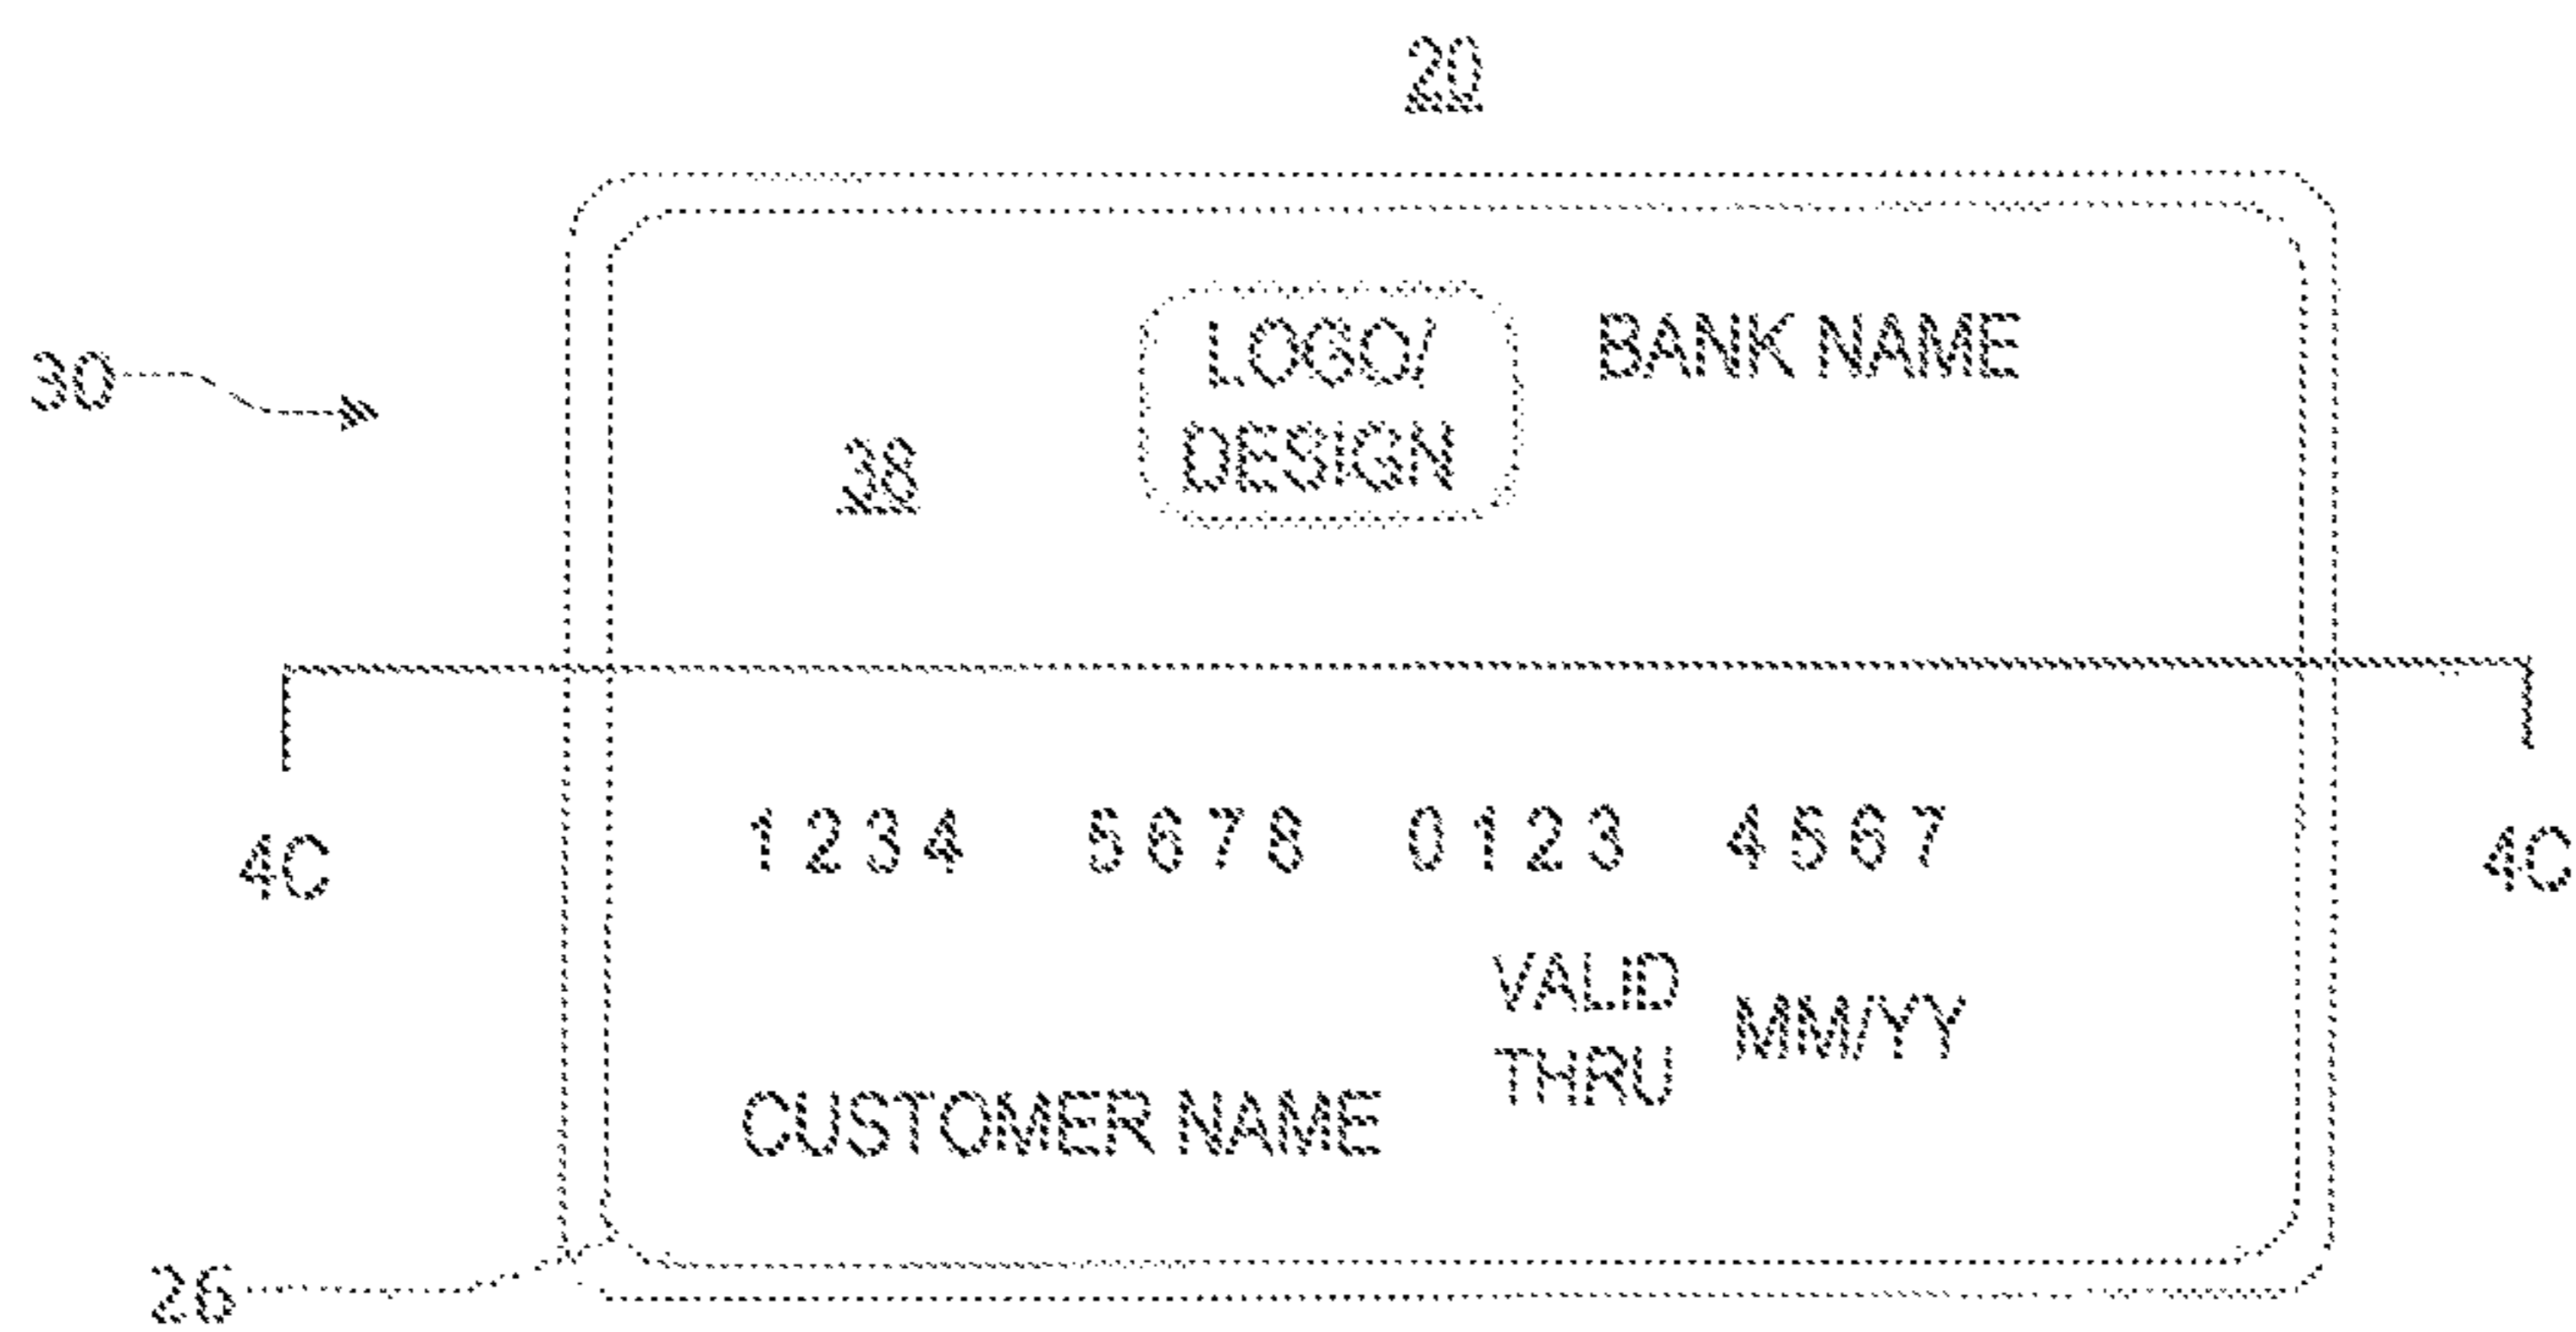 20
LOGO/
DESIGN
BANK NAME
30
38
4C
4C
1234 5678 0123 4567
VALID
THRU
MM/YY
CUSTOMER NAME
26